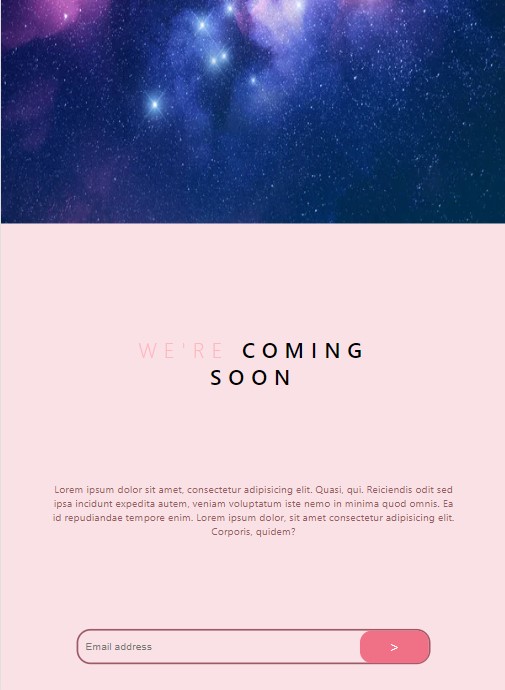 WE'RE COMING
SOON
Lorem ipsum dolor sit amet, consectetur adipisicing elit. Quasi, qui. Reiciendis odit sed
ipsa incidunt expedita autem, veniam voluptatum iste nemo in minima quod omnis. Ea
id repudiandae tempore enim. Lorem ipsum dolor, sit amet consectetur adipisicing elit.
Corporis, quidem?
Email address >